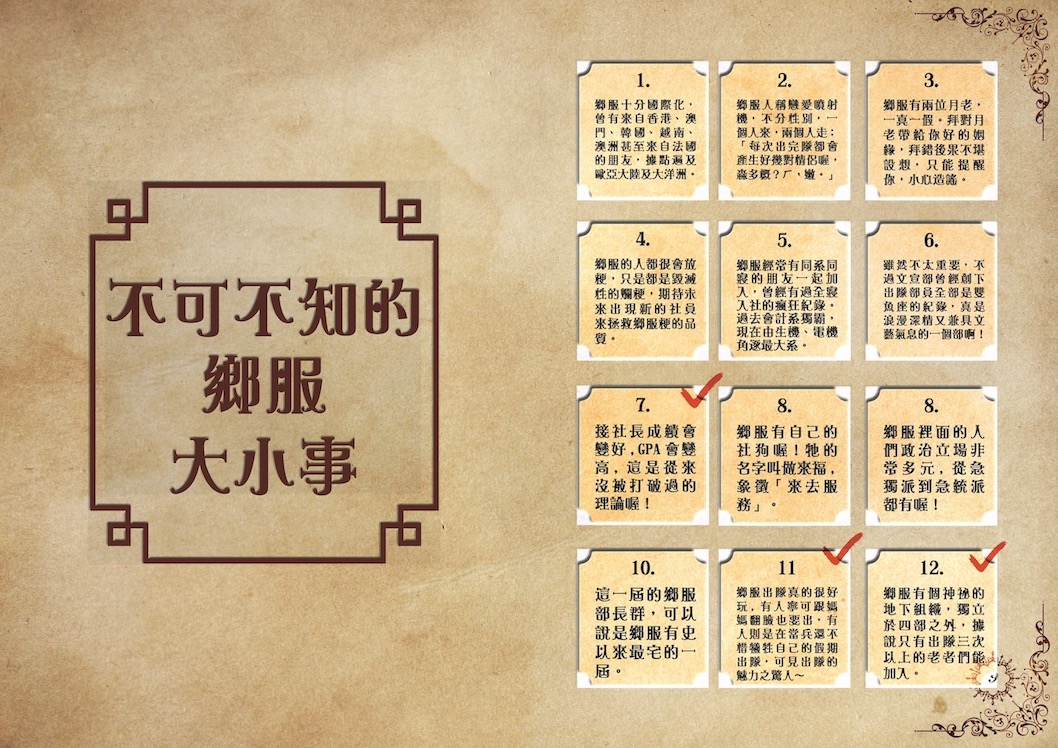 不可不知的
鄉服
大小事
1.
鄉服十分國際化，
曾有來自香港、澳
門、韓國、越南、
澳洲甚至來自法國
的朋友，據點遍及
歐亞大陸及大洋洲。
2.
鄉服人稱戀愛噴射
機，不分性別，一
個人來，兩個人走：
「每次出完隊都會
產生好幾對情侶喔，
蠢多概？ㄏ，嫩。」
3.
鄉服有兩位月老，
一真一假。拜對月
老帶給你好的姻
緣，拜錯後果不堪
設想，只能提醒
你，小心造謠。
4.
鄉服的人都很會放
梗，只是都是毀滅
性的爛梗，期待未
來出現新的社員
來拯救鄉服梗的品
質。
5.
鄉服經常有同系同
寢的朋友一起加
入，曾經有過全寢
入社的瘋狂紀錄。
過去會計系獨霸，
現在由生機、電機
角逐最大系。
6.
雖然不太重要，不
過文宣部曾經創下
出隊部員全部是雙
魚座的紀錄，真是
浪漫深情又兼具文
藝氣息的一個部啊！
7.
接社長成績會
變好,GPA會變
高，這是從來
沒被打破過的
理論喔！
8.
鄉服有自己的
社狗喔！牠的
名字叫做來福，
象徵「來去服
務」。
8.
鄉服裡面的人
們政治立場非
常多元，從急
獨派到急統派
都有喔！
10.
這一屆的鄉服
部長群，可以
說是鄉服有史
以來最宅的一
屆。
11
鄉服出隊真的很好
玩，有人寧可跟媽
媽翻臉也要出，有
人則是在當兵還不
惜犧牲自己的假期
出隊，可見出隊的
魅力之驚人～
12.
鄉服有個神祕的
地下組織，獨立
於四部之外，據
說只有出隊三次
以上的老者們能
加入。
9